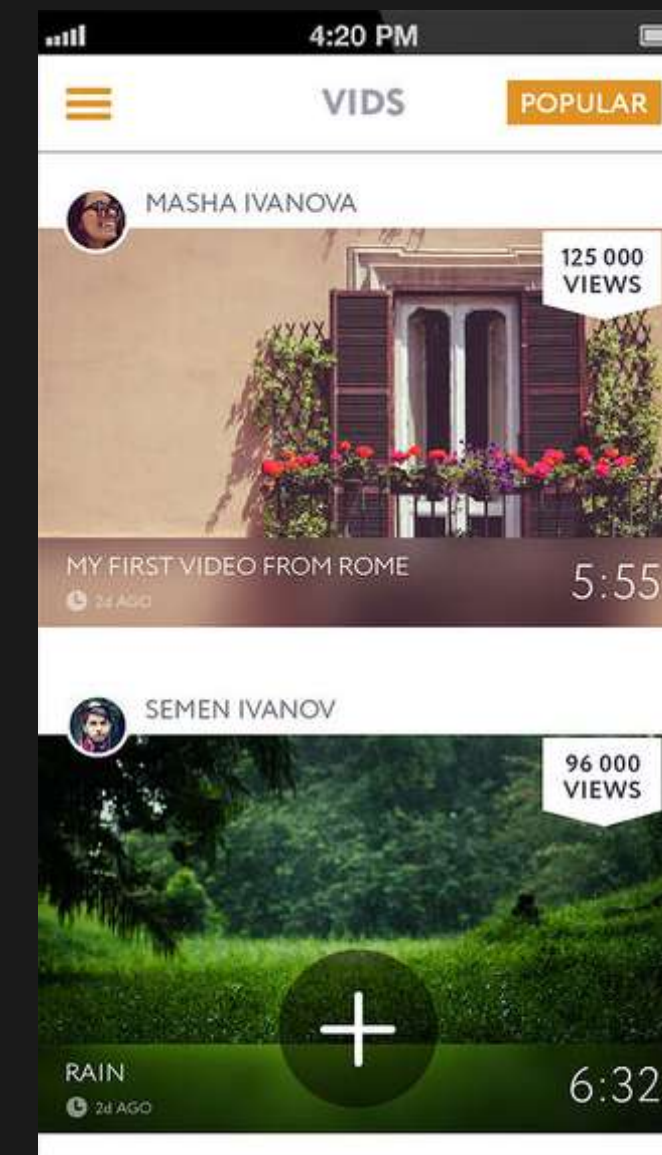 4:20 PM
VIDS
POPULAR
MASHA IVANOVA
125 000
VIEWS
MY FIRST VIDEO FROM ROME
5:55
2d AGO
SEMEN IVANOV
96 000
VIEWS
RAIN
6:32
2d AGO